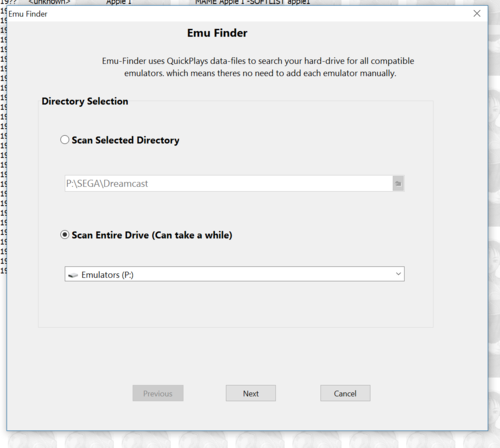 19?? <unknown> Apple I MAME Apple I -SOFTLIST apple1
Emu Finder
Emu Finder
Emu-Finder uses QuickPlays data-files to search your hard-drive for all compatible
emulators. which means theres no need to add each emulator manually.
Directory Selection
Scan Selected Directory
P:\SEGA\Dreamcast
Scan Entire Drive (Can take a while)
Emulators (P:)
Previous
Next
Cancel